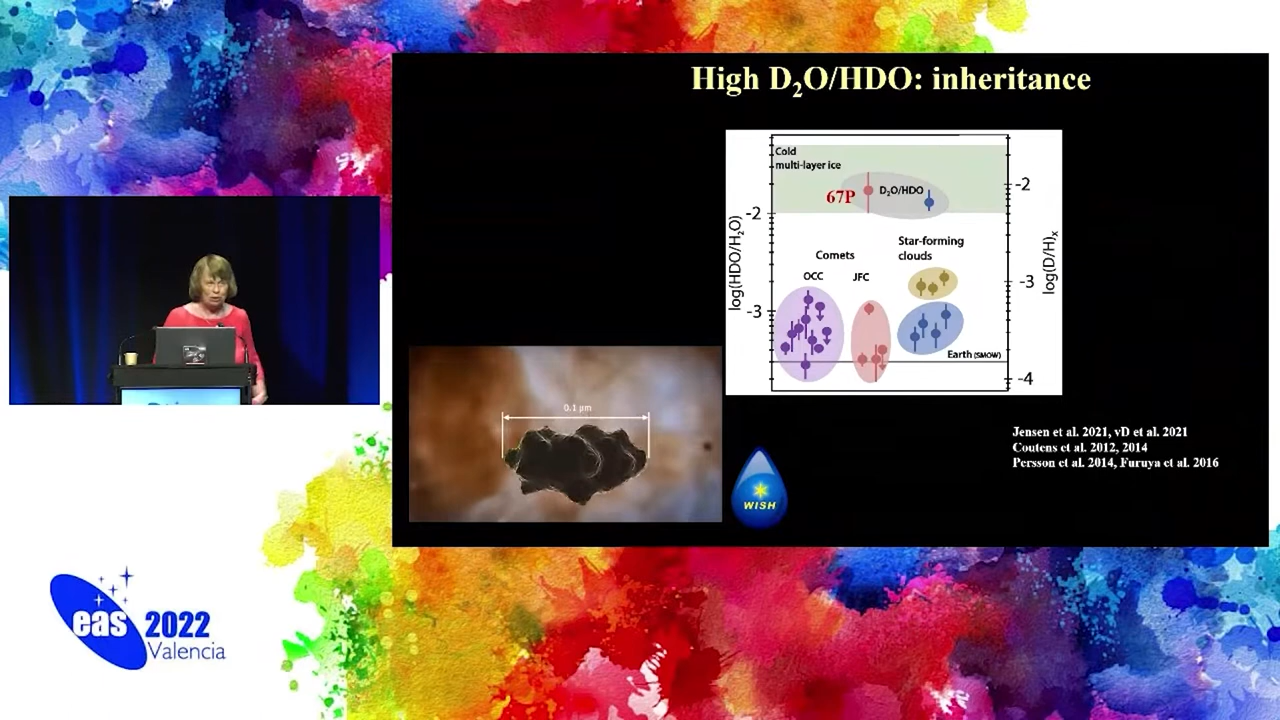 High D₂O/HDO: inheritance
Cold
multi-layer ice
67P
D₂O/HDO
-2
-2
log(HDO/H₂O)
log(D/H)ₓ
Star-forming
clouds
Comets
OCC
JFC
-3
-3
Earth (SMOW)
-4
0.1 µm
WISH
Jensen et al. 2021, vD et al. 2021
Coutens et al. 2012, 2014
Persson et al. 2014, Furuya et al. 2016
eas 2022
Valencia